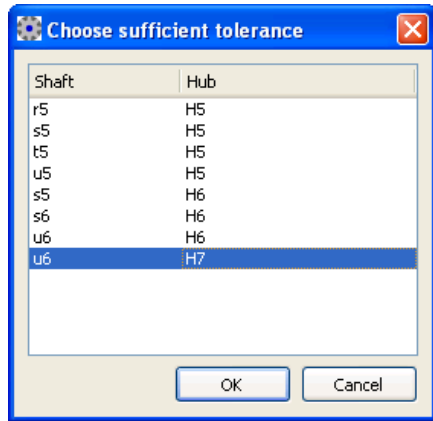 Choose sufficient tolerance
Shaft Hub
r5 H5
s5 H5
t5 H5
u5 H5
s5 H6
s6 H6
u6 H6
u6 H7
OK Cancel